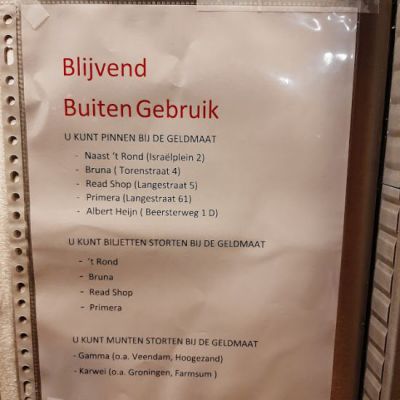 Blijvend
Buiten Gebruik
U KUNT PINNEN BIJ DE GELDMAAT
- Naast 't Rond (Israëlplein 2)
- Bruna ( Torenstraat 4)
- Read Shop (Langestraat 5)
- Primera (Langestraat 61)
- Albert Heijn ( Beersterweg 1 D)
U KUNT BILJETTEN STORTEN BIJ DE GELDMAAT
- 't Rond
- Bruna
- Read Shop
- Primera
U KUNT MUNTEN STORTEN BIJ DE GELDMAAT
- Gamma (o.a. Veendam, Hoogezand)
- Karwei (o.a. Groningen, Farmsum )